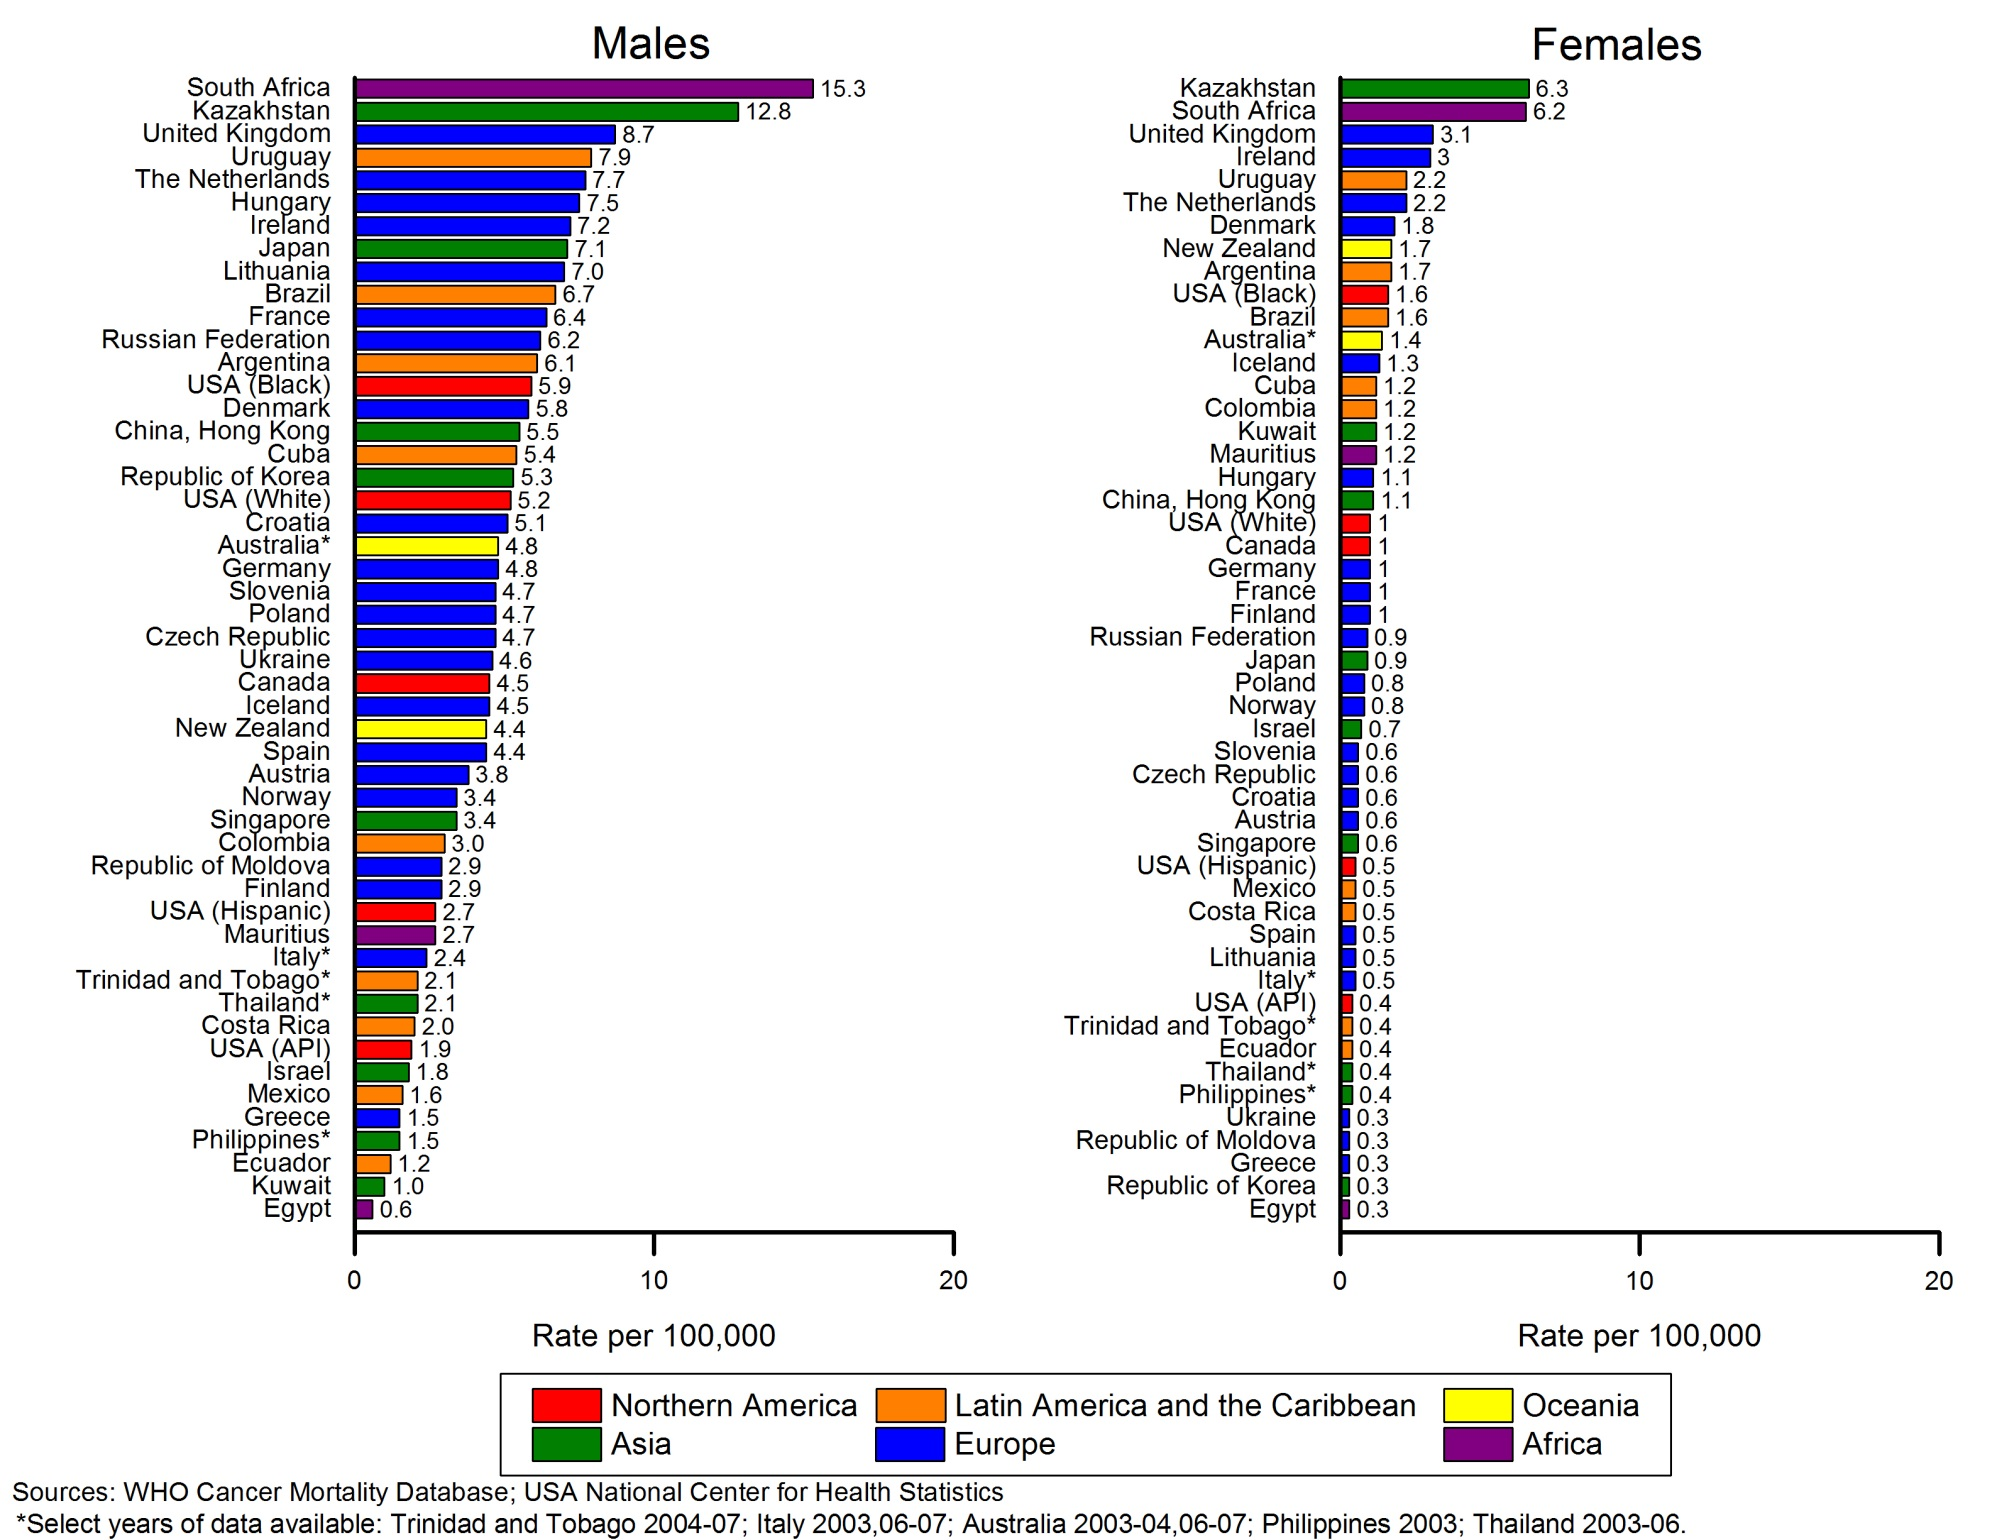 Males
South Africa 15.3
Kazakhstan 12.8
United Kingdom 8.7
Uruguay 7.9
The Netherlands 7.7
Hungary 7.5
Ireland 7.2
Japan 7.1
Lithuania 7.0
Brazil 6.7
France 6.4
Russian Federation 6.2
Argentina 6.1
USA (Black) 5.9
Denmark 5.8
China, Hong Kong 5.5
Cuba 5.4
Republic of Korea 5.3
USA (White) 5.2
Croatia 5.1
Australia* 4.8
Germany 4.8
Slovenia 4.7
Poland 4.7
Czech Republic 4.7
Ukraine 4.6
Canada 4.5
Iceland 4.5
New Zealand 4.4
Spain 4.4
Austria 3.8
Norway 3.4
Singapore 3.4
Colombia 3.0
Republic of Moldova 2.9
Finland 2.9
USA (Hispanic) 2.7
Mauritius 2.7
Italy* 2.4
Trinidad and Tobago* 2.1
Thailand* 2.1
Costa Rica 2.0
USA (API) 1.9
Israel 1.8
Mexico 1.6
Greece 1.5
Philippines* 1.5
Ecuador 1.2
Kuwait 1.0
Egypt 0.6
0 10 20
Rate per 100,000
Females
Kazakhstan 6.3
South Africa 6.2
United Kingdom 3.1
Ireland 3
Uruguay 2.2
The Netherlands 2.2
Denmark 1.8
New Zealand 1.7
Argentina 1.7
USA (Black) 1.6
Brazil 1.6
Australia* 1.4
Iceland 1.3
Cuba 1.2
Colombia 1.2
Kuwait 1.2
Mauritius 1.2
Hungary 1.1
China, Hong Kong 1.1
USA (White) 1
Canada 1
Germany 1
France 1
Finland 1
Russian Federation 0.9
Japan 0.9
Poland 0.8
Norway 0.8
Israel 0.7
Slovenia 0.6
Czech Republic 0.6
Croatia 0.6
Austria 0.6
Singapore 0.6
USA (Hispanic) 0.5
Mexico 0.5
Costa Rica 0.5
Spain 0.5
Lithuania 0.5
Italy* 0.5
USA (API) 0.4
Trinidad and Tobago* 0.4
Ecuador 0.4
Thailand* 0.4
Philippines* 0.4
Ukraine 0.3
Republic of Moldova 0.3
Greece 0.3
Republic of Korea 0.3
Egypt 0.3
0 10 20
Rate per 100,000
Northern America Latin America and the Caribbean Oceania
Asia Europe Africa
Sources: WHO Cancer Mortality Database; USA National Center for Health Statistics
*Select years of data available: Trinidad and Tobago 2004-07; Italy 2003,06-07; Australia 2003-04,06-07; Philippines 2003; Thailand 2003-06.